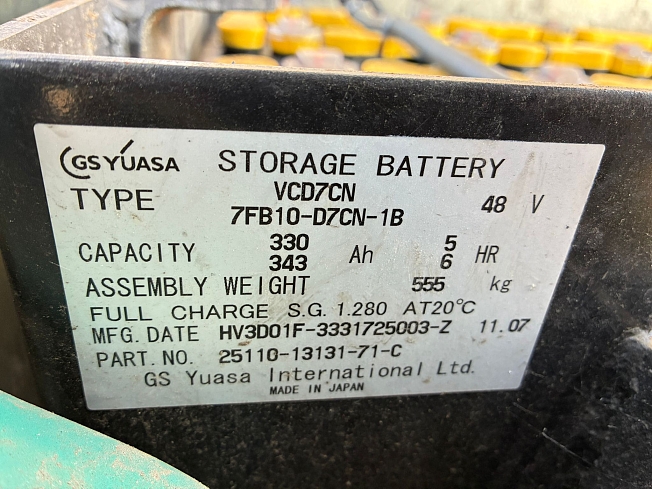 GS YUASA STORAGE BATTERY
TYPE VCD7CN 48 V
7FB10-D7CN-1B
CAPACITY 330 Ah 5 HR
343 6
ASSEMBLY WEIGHT 555 kg
FULL CHARGE S.G. 1.280 AT20°C
MFG. DATE HV3D01F-3331725003-Z 11.07
PART. NO. 25110-13131-71-C
GS Yuasa International Ltd.
MADE IN JAPAN